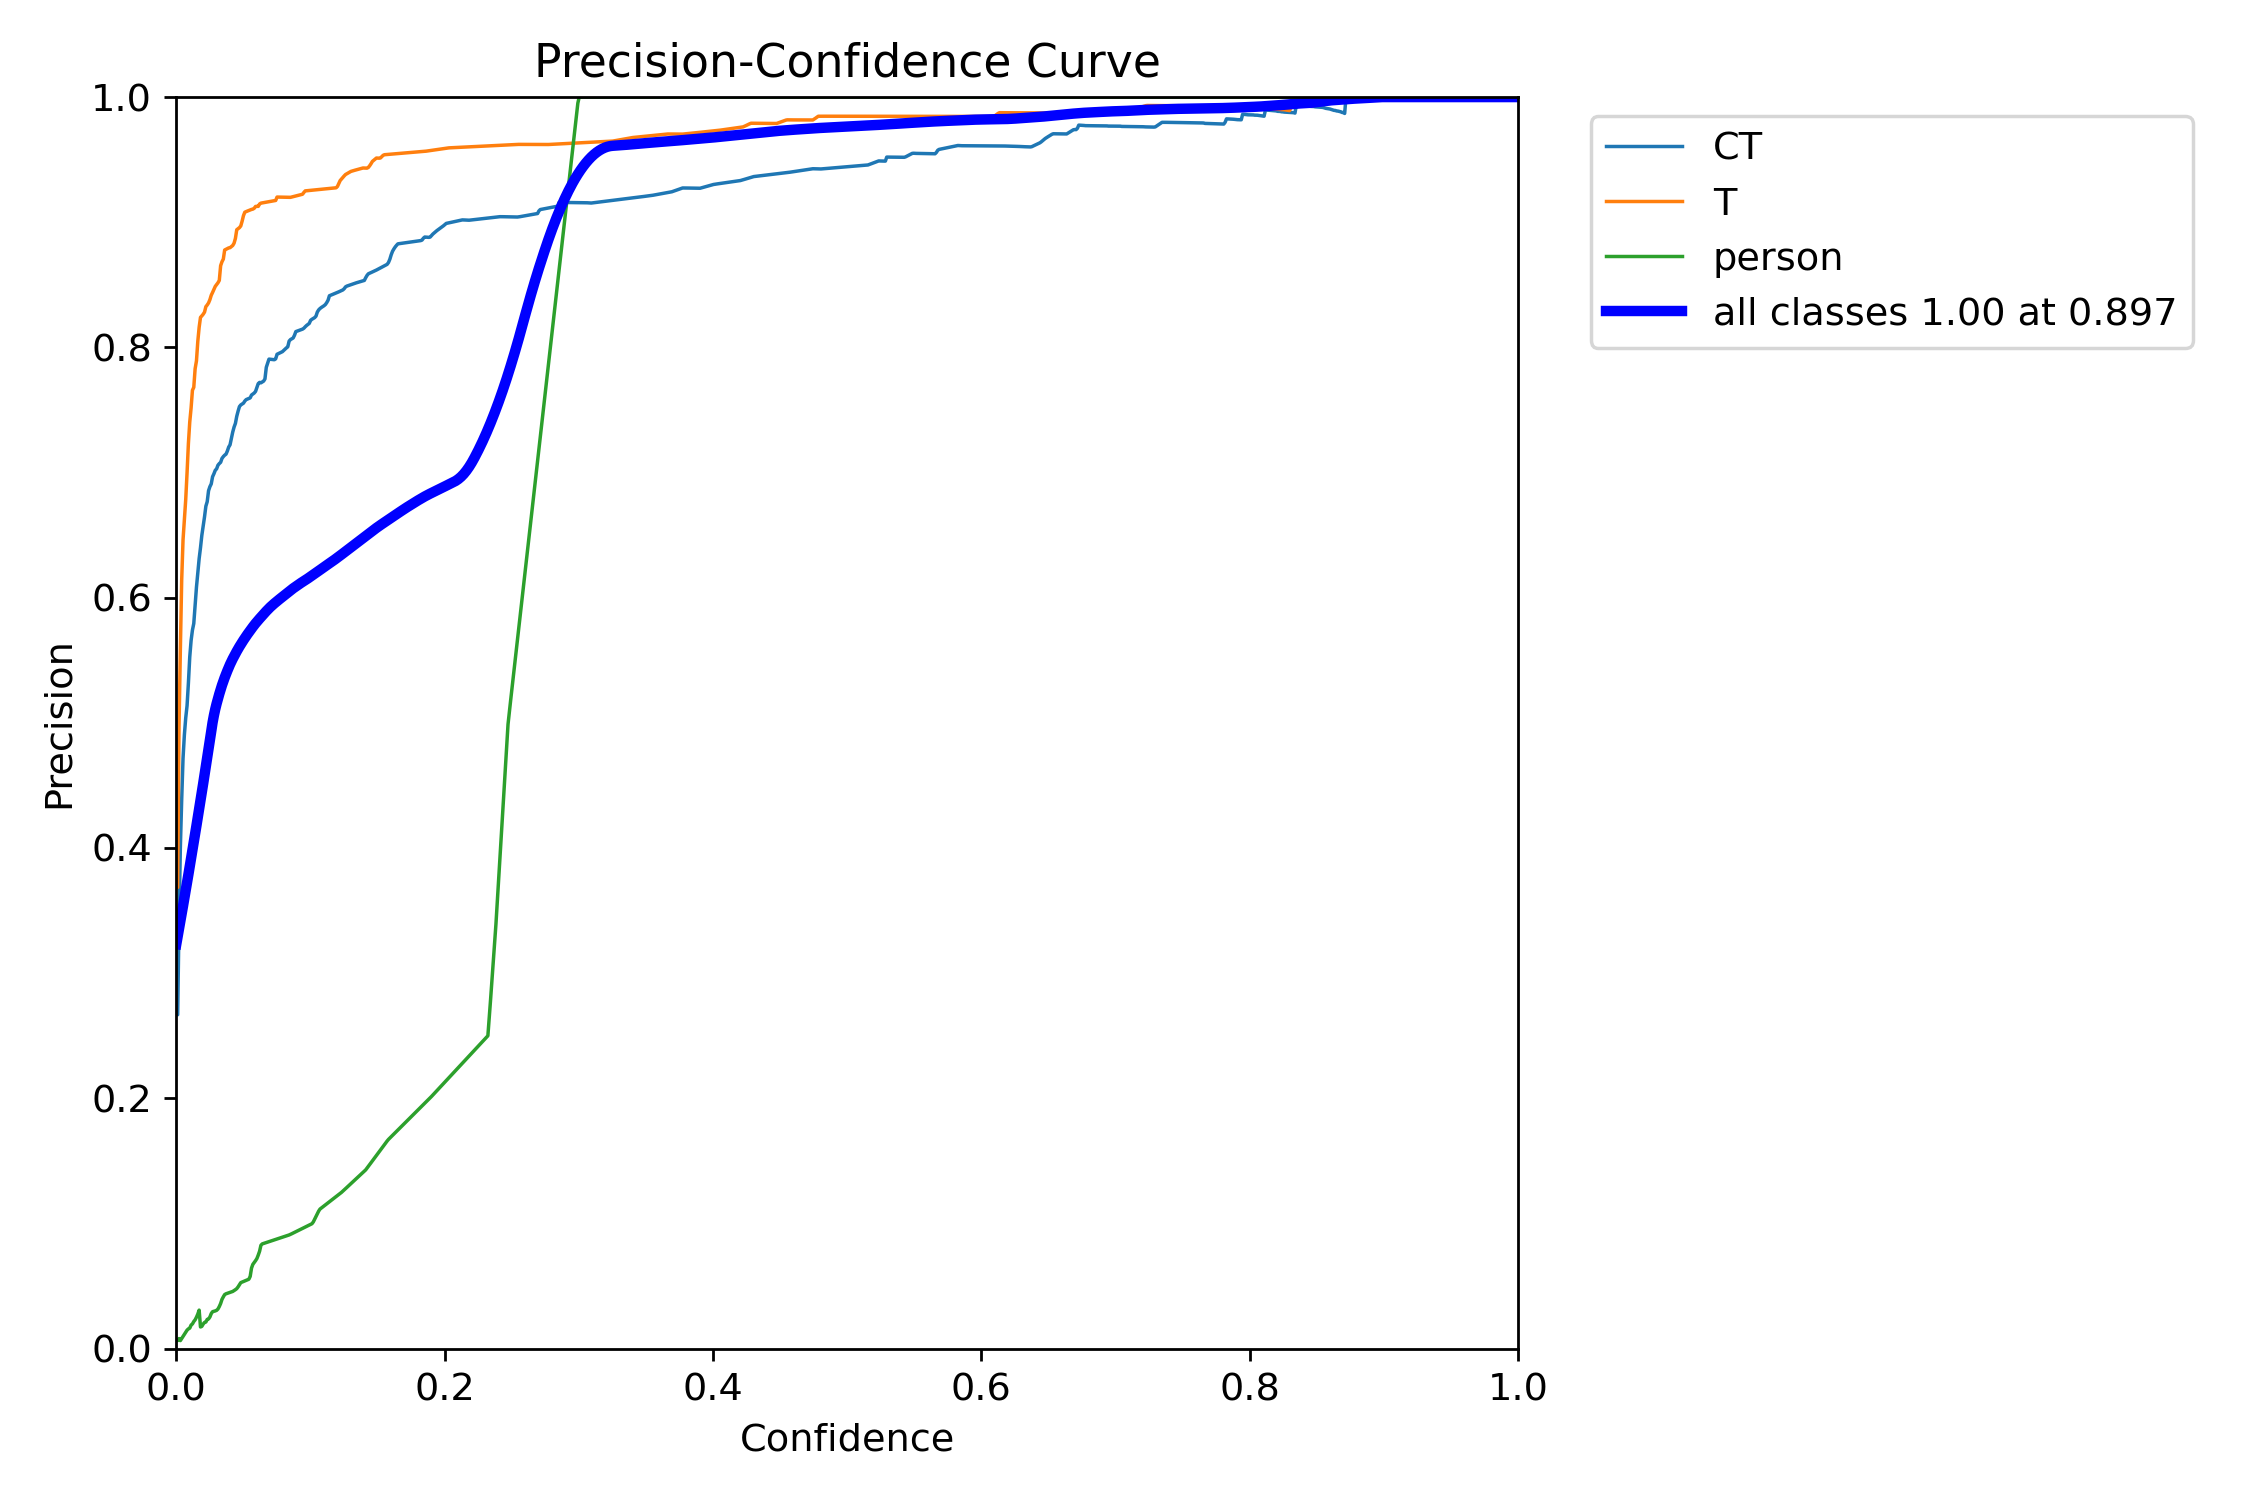 Precision-Confidence Curve
1.0
0.8
0.6
0.4
0.2
0.0
Precision
0.0 0.2 0.4 0.6 0.8 1.0
Confidence
CT
T
person
all classes 1.00 at 0.897